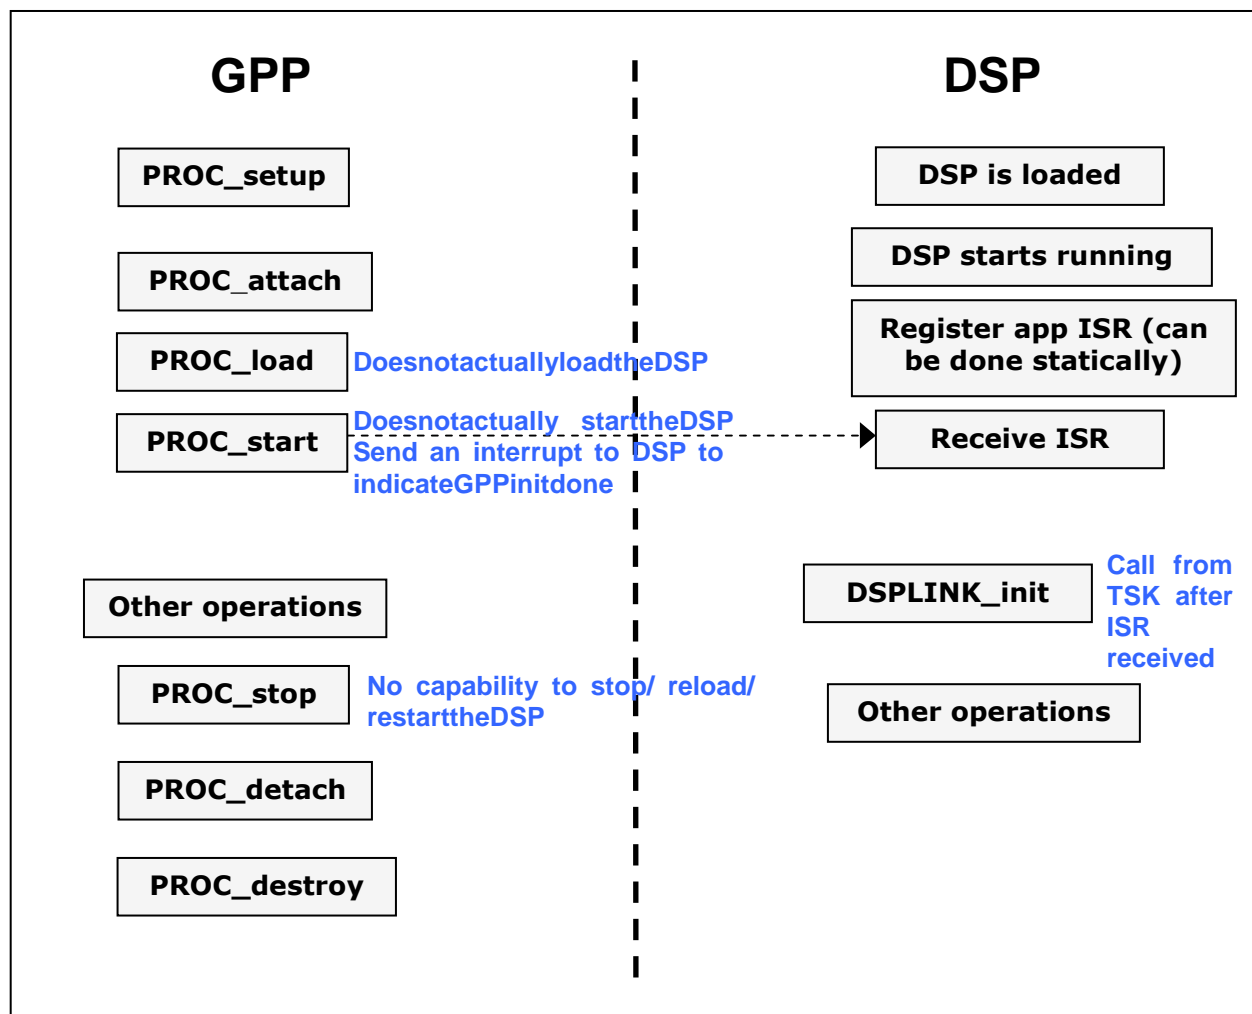 GPP
DSP
PROC_setup
DSP is loaded
PROC_attach
DSP starts running
PROC_load
DoesnotactuallyloadtheDSP
Register app ISR (can
be done statically)
PROC_start
Doesnotactually starttheDSP
Send an interrupt to DSP to
indicateGPPinitdone
Receive ISR
Other operations
DSPLINK_init
Call from
TSK after
ISR
received
PROC_stop
No capability to stop/ reload/
restarttheDSP
Other operations
PROC_detach
PROC_destroy